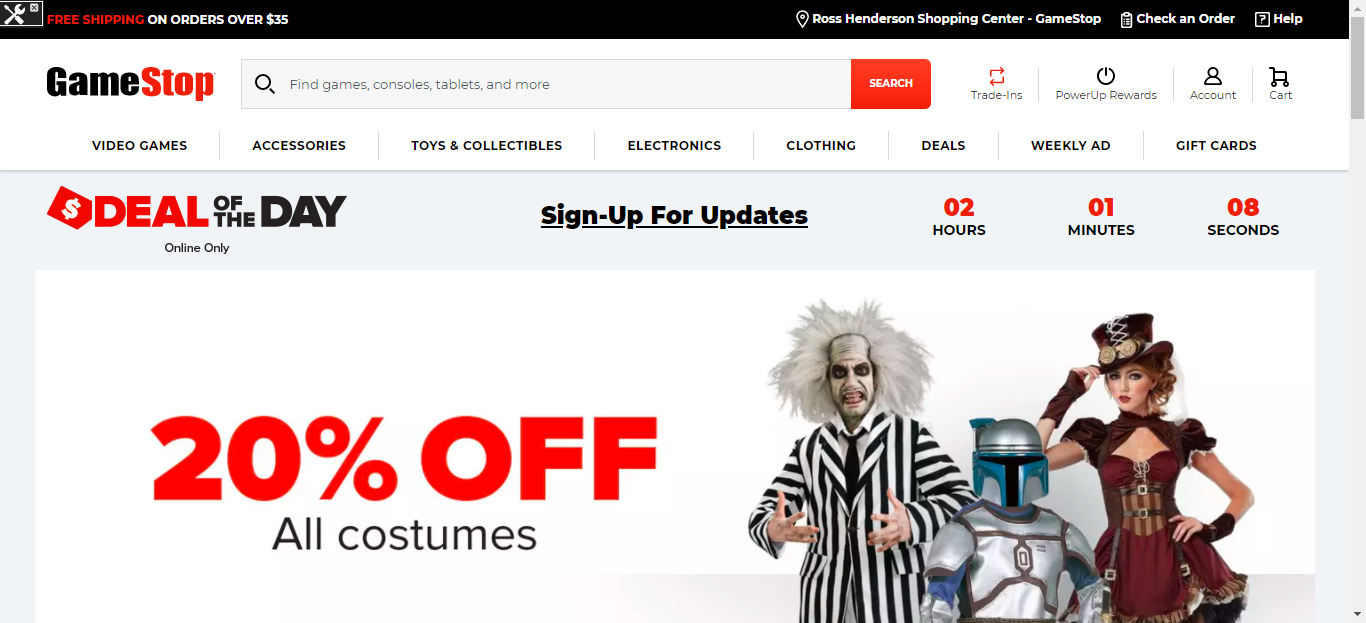 FREE SHIPPING ON ORDERS OVER $35
Ross Henderson Shopping Center - GameStop
Check an Order
Help
GameStop
Find games, consoles, tablets, and more
SEARCH
Trade-Ins
PowerUp Rewards
Account
Cart
VIDEO GAMES
ACCESSORIES
TOYS & COLLECTIBLES
ELECTRONICS
CLOTHING
DEALS
WEEKLY AD
GIFT CARDS
$ DEAL OF THE DAY
Online Only
Sign-Up For Updates
02
HOURS
01
MINUTES
08
SECONDS
20% OFF
All costumes